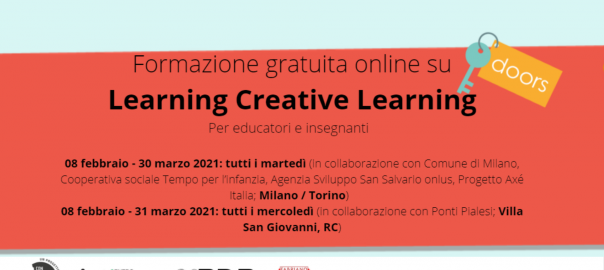 Formazione gratuita online su
doors
Learning Creative Learning
Per educatori e insegnanti
08 febbraio - 30 marzo 2021: tutti i martedì (in collaborazione con Comune di Milano,
Cooperativa sociale Tempo per l'infanzia, Agenzia Sviluppo San Salvario onlus, Progetto Axé
Italia; Milano / Torino)
08 febbraio - 31 marzo 2021: tutti i mercoledì (in collaborazione con Ponti Pialesi; Villa
San Giovanni, RC)